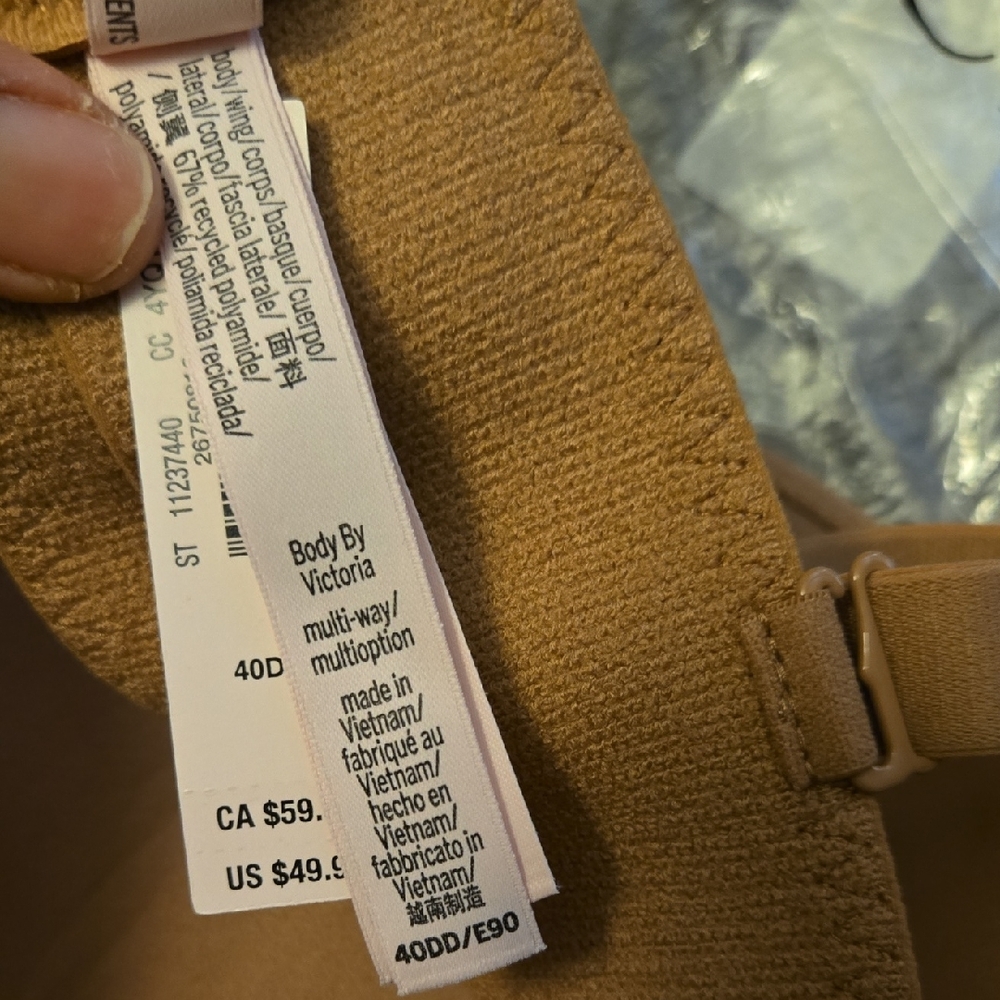 body/wing/corps/basque/cuerpo/
lateral/corpo/fascia laterale/ 面料
/ 侧翼 67% recycled polyamide/
recyclé/poliamida reciclada/
Body By
Victoria
multi-way/
multioption
made in
Vietnam/
fabriqué au
Vietnam/
hecho en
Vietnam/
fabbricato in
Vietnam/
越南制造
40DD/E90
ST 11237440 CC
40D
CA $59.
US $49.9